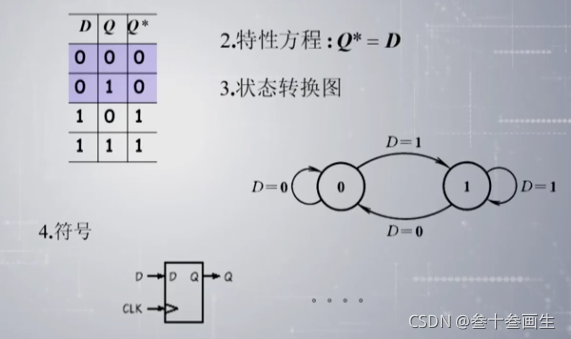 D Q Q*
0 0 0
0 1 0
1 0 1
1 1 1
2.特性方程:Q*= D
3.状态转换图
D=1
D=0 0 1 D=1
D=0
4.符号
D D Q Q
CLK
CSDN @叁十叁画生